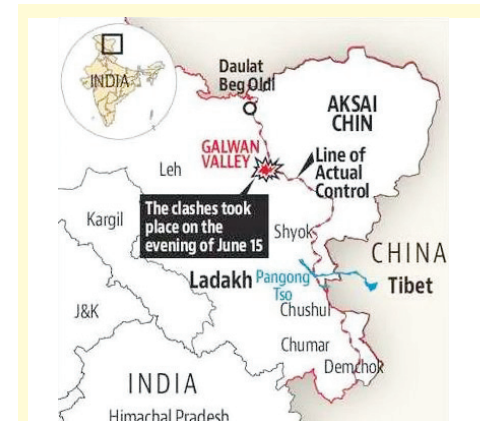 INDIA
Daulat
Beg Oldi
AKSAI
CHIN
GALWAN
VALLEY
Line of
Actual
Control
Leh
The clashes took
place on the
evening of June 15
Kargil
Shyok
CHINA
Ladakh
Pangong
Tso
Tibet
Chushul
J&K
Chumar
Demchok
INDIA
Himachal Pradesh